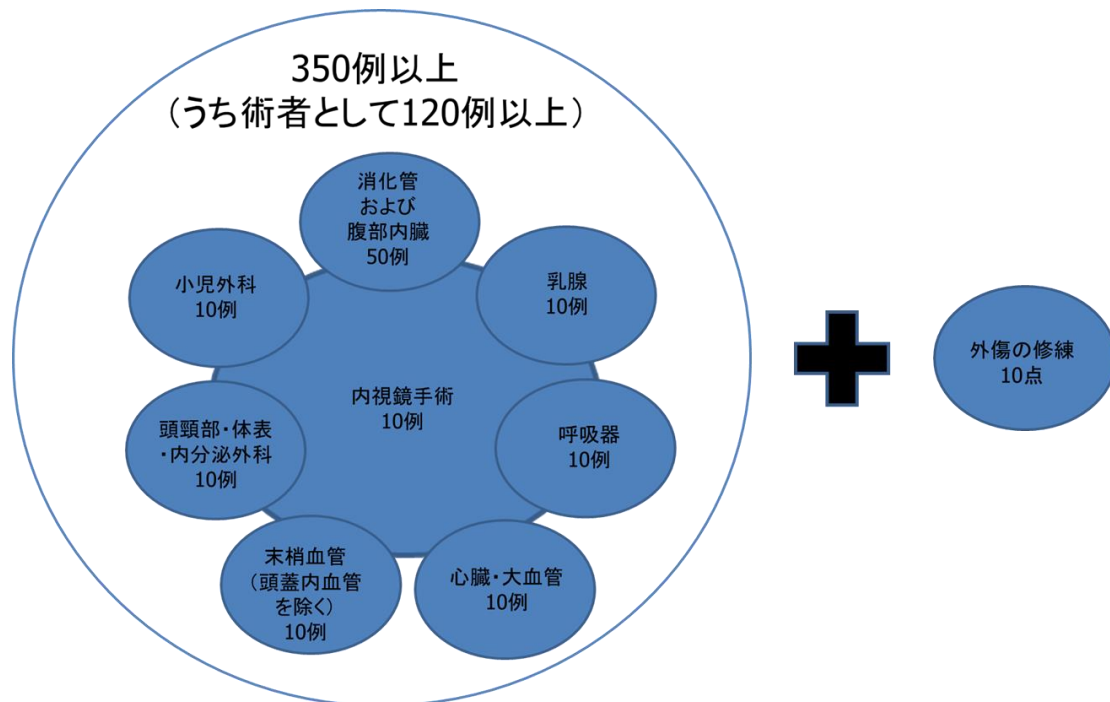 350例以上
（うち術者として120例以上）
消化管
および
腹部内臓
50例
小児外科
10例
乳腺
10例
内視鏡手術
10例
外傷の修練
10点
頭頸部・体表
・内分泌外科
10例
呼吸器
10例
末梢血管
（頭蓋内血管
を除く）
10例
心臓・大血管
10例